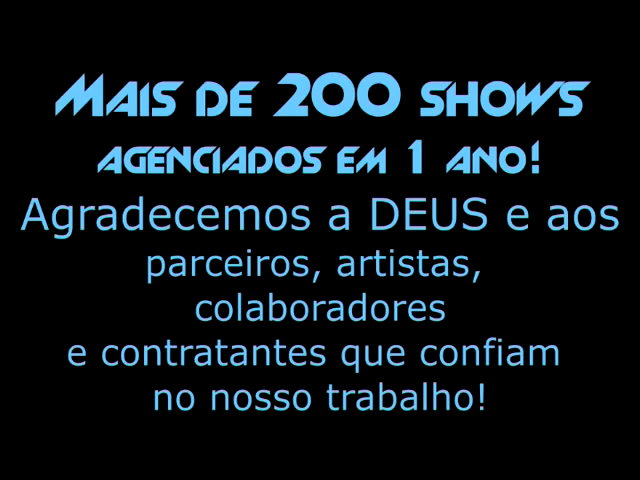 Mais de 200 shows
agenciados em 1 ano!
Agradecemos a DEUS e aos
parceiros, artistas,
colaboradores
e contratantes que confiam
no nosso trabalho!